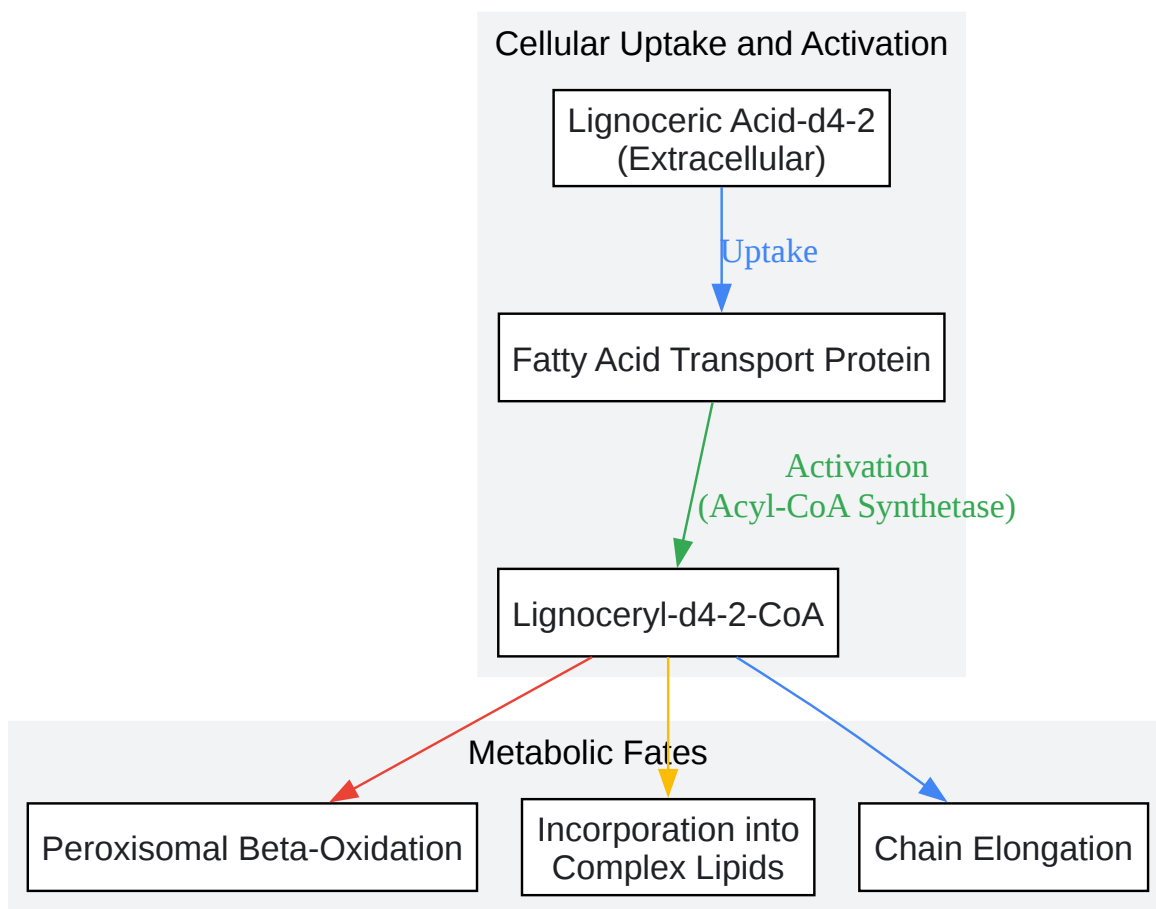 Cellular Uptake and Activation
Lignoceric Acid-d4-2
(Extracellular)
Uptake
Fatty Acid Transport Protein
Activation
(Acyl-CoA Synthetase)
Lignoceryl-d4-2-CoA
Metabolic Fates
Peroxisomal Beta-Oxidation
Incorporation into
Complex Lipids
Chain Elongation